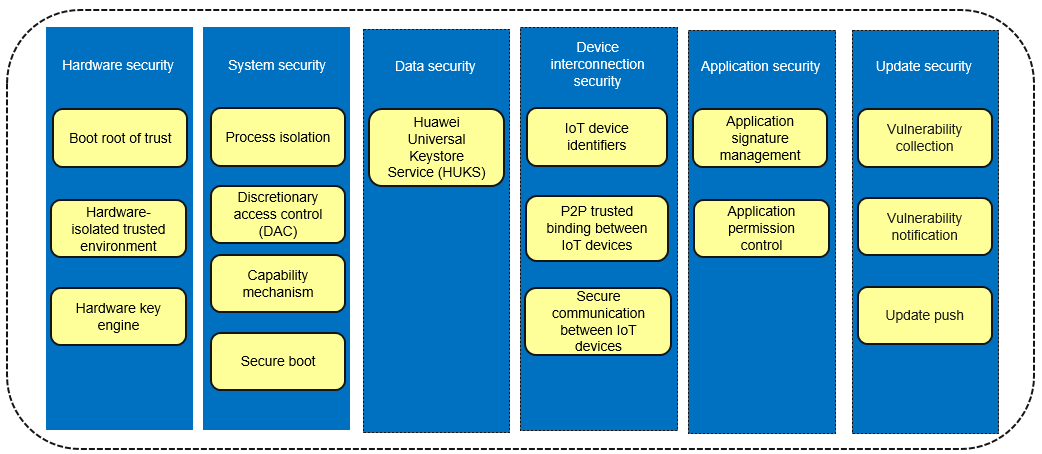 Hardware security
Boot root of trust
Hardware-
isolated trusted
environment
Hardware key
engine
System security
Process isolation
Discretionary
access control
(DAC)
Capability
mechanism
Secure boot
Data security
Huawei
Universal
Keystore
Service (HUKS)
Device
interconnection
security
IoT device
identifiers
P2P trusted
binding between
IoT devices
Secure
communication
between IoT
devices
Application security
Application
signature
management
Application
permission
control
Update security
Vulnerability
collection
Vulnerability
notification
Update push